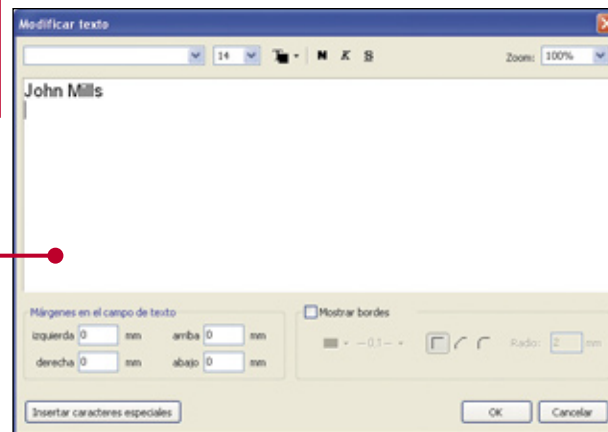 Modificar texto
14 N K S Zoom: 100%
John Mills
Márgenes en el campo de texto Mostrar bordes
izquierda 0 mm arriba 0 mm
0,1 Radio: 2 mm
derecha 0 mm abajo 0 mm
Insertar caracteres especiales OK Cancelar